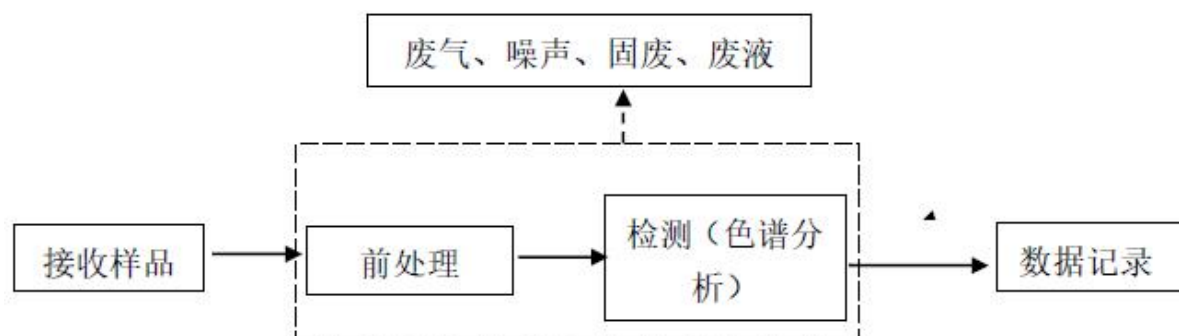 废气、噪声、固废、废液
接收样品
前处理
检测（色谱分
析）
数据记录